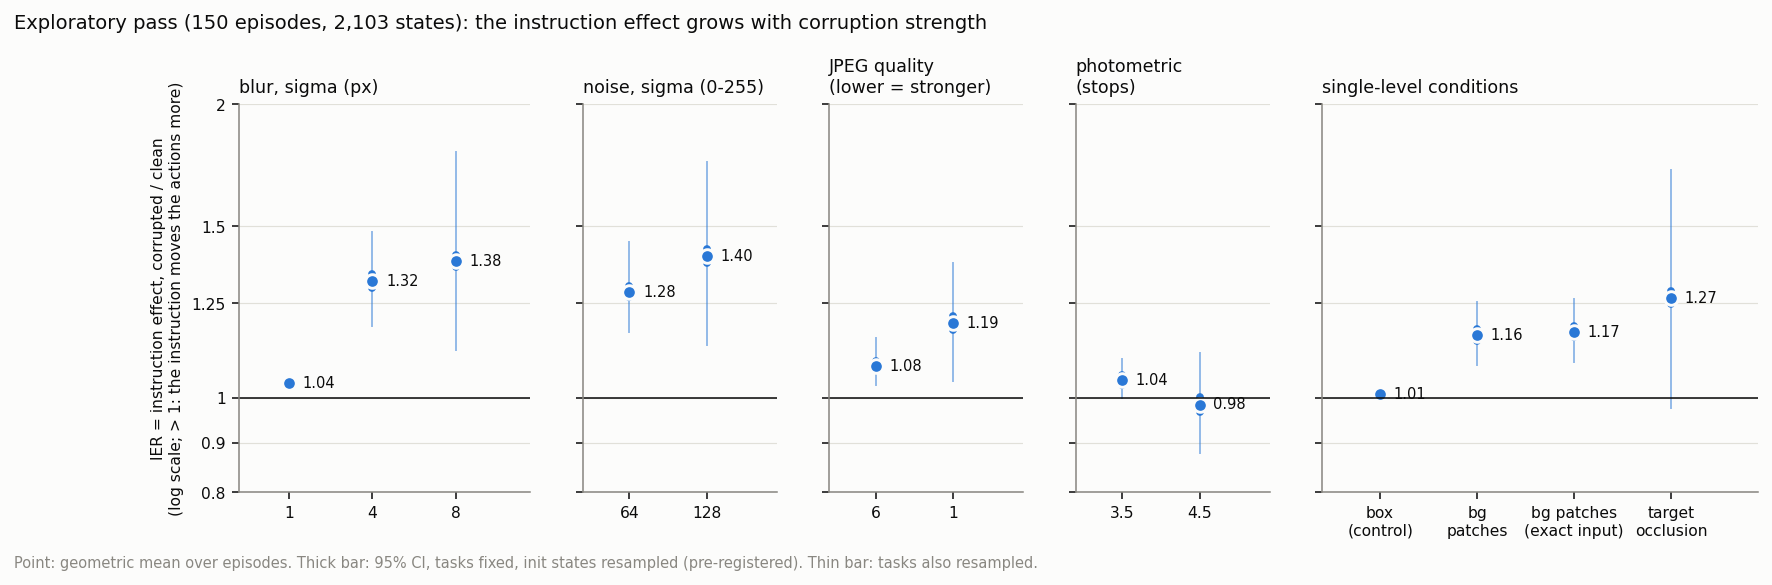 Exploratory pass (150 episodes, 2,103 states): the instruction effect grows with corruption strength
IER = instruction effect, corrupted / clean
(log scale; > 1: the instruction moves the actions more)
2
1.5
1.25
1
0.9
0.8
blur, sigma (px)
1.04
1.32
1.38
1
4
8
noise, sigma (0-255)
1.28
1.40
64
128
JPEG quality
(lower = stronger)
1.08
1.19
6
1
photometric
(stops)
1.04
0.98
3.5
4.5
single-level conditions
1.01
1.16
1.17
1.27
box
(control)
bg
patches
bg patches
(exact input)
target
occlusion
Point: geometric mean over episodes. Thick bar: 95% CI, tasks fixed, init states resampled (pre-registered). Thin bar: tasks also resampled.